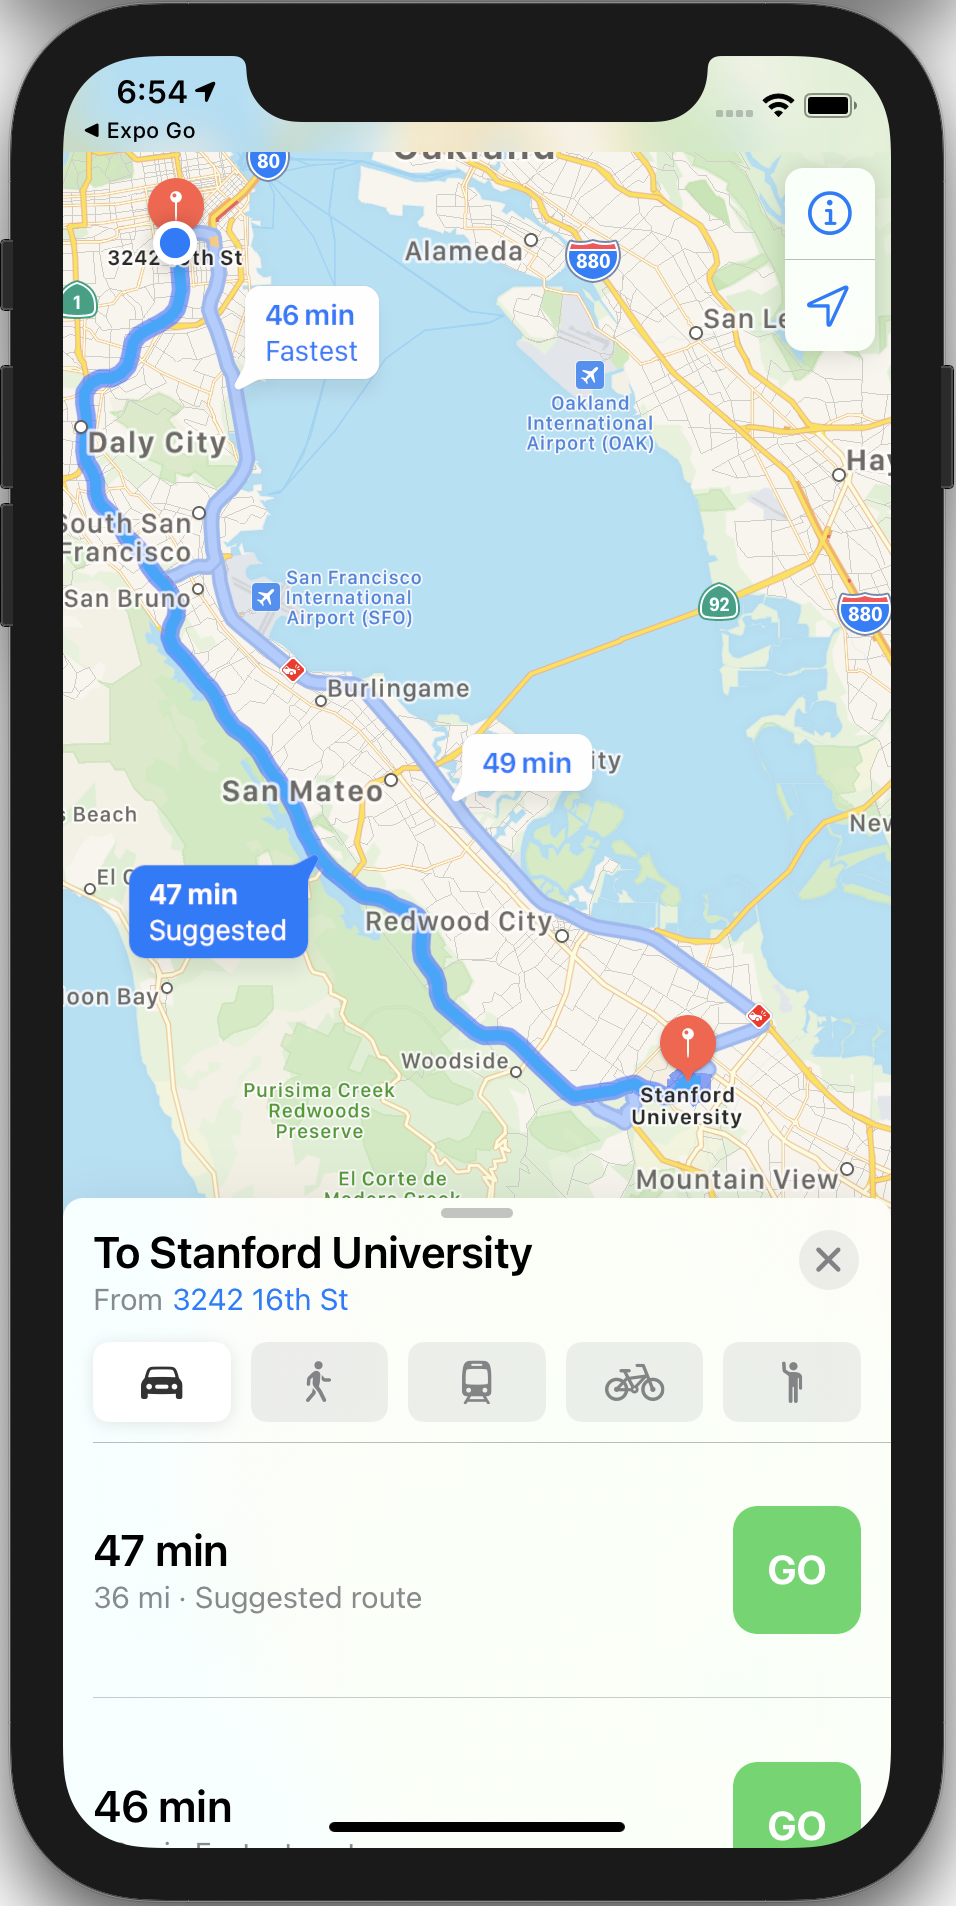 6:54
Expo Go
80
Oakland
Alameda
880
3242 16th St
1
46 min
Fastest
San Le
Oakland
International
Airport (OAK)
Daly City
Hay
South San
Francisco
San Francisco
International
Airport (SFO)
San Bruno
92
880
Burlingame
49 min
ity
San Mateo
s Beach
New
El C
47 min
Suggested
Redwood City
oon Bay
Woodside
Purisima Creek
Redwoods
Preserve
Stanford
University
El Corte de
Madera Creek
Mountain View
To Stanford University
From 3242 16th St
47 min
36 mi · Suggested route
GO
46 min
GO